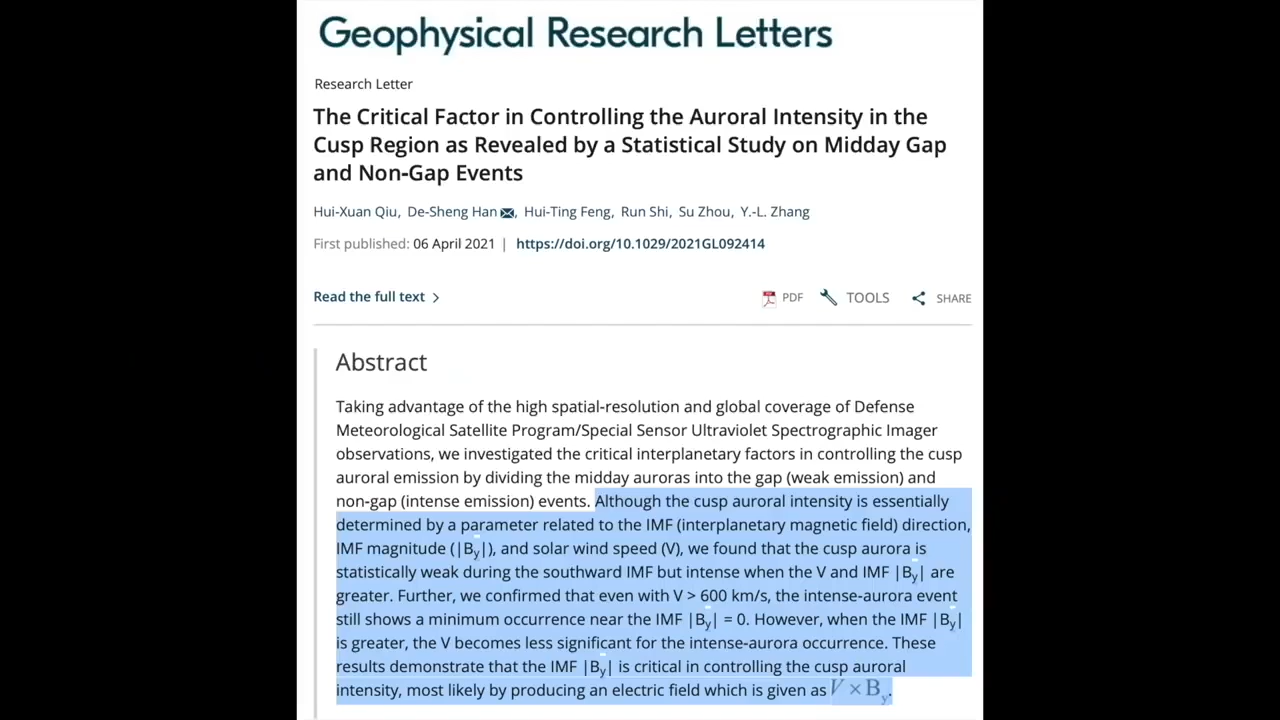 Geophysical Research Letters
Research Letter
The Critical Factor in Controlling the Auroral Intensity in the
Cusp Region as Revealed by a Statistical Study on Midday Gap
and Non-Gap Events
Hui-Xuan Qiu, De-Sheng Han, Hui-Ting Feng, Run Shi, Su Zhou, Y.-L. Zhang
First published: 06 April 2021 | https://doi.org/10.1029/2021GL092414
Read the full text
PDF TOOLS SHARE
Abstract
Taking advantage of the high spatial-resolution and global coverage of Defense
Meteorological Satellite Program/Special Sensor Ultraviolet Spectrographic Imager
observations, we investigated the critical interplanetary factors in controlling the cusp
auroral emission by dividing the midday auroras into the gap (weak emission) and
non-gap (intense emission) events. Although the cusp auroral intensity is essentially
determined by a parameter related to the IMF (interplanetary magnetic field) direction,
IMF magnitude (|By|), and solar wind speed (V), we found that the cusp aurora is
statistically weak during the southward IMF but intense when the V and IMF |By| are
greater. Further, we confirmed that even with V > 600 km/s, the intense-aurora event
still shows a minimum occurrence near the IMF |By| = 0. However, when the IMF |By|
is greater, the V becomes less significant for the intense-aurora occurrence. These
results demonstrate that the IMF |By| is critical in controlling the cusp auroral
intensity, most likely by producing an electric field which is given as V × By.